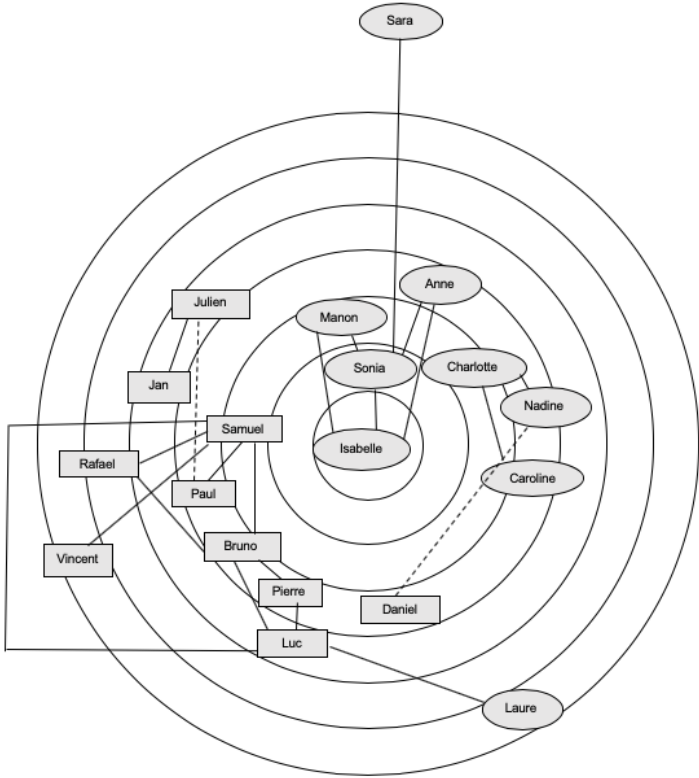 Sara
Anne
Julien
Manon
Sonia
Charlotte
Jan
Nadine
Samuel
Isabelle
Rafael
Caroline
Paul
Bruno
Vincent
Pierre
Daniel
Luc
Laure